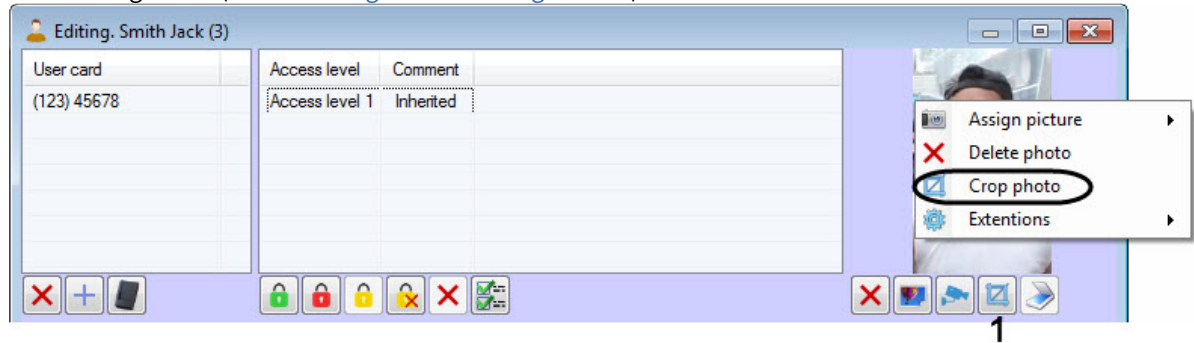 Editing. Smith Jack (3)
User card
Access level Comment
(123) 45678
Access level 1 Inherited
Assign picture
Delete photo
Crop photo
Extentions
1